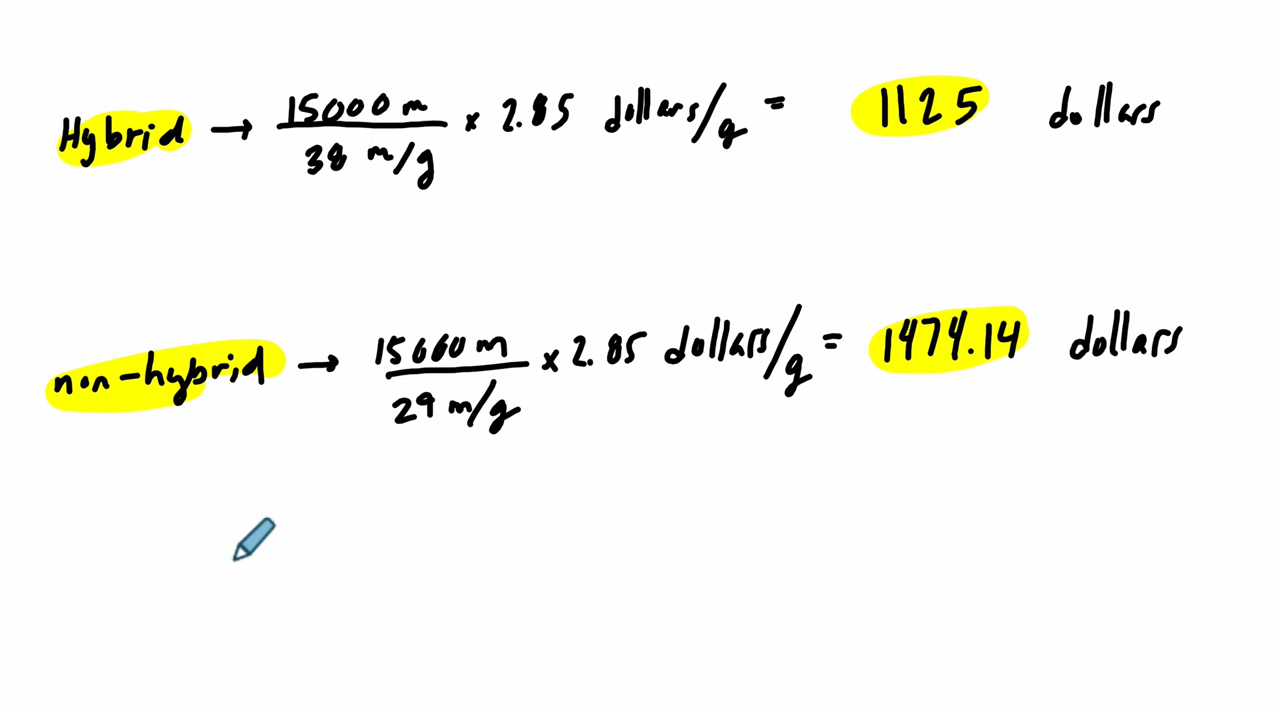 Hybrid → 15000 m / 38 m/g × 2.85 dollars/g = 1125 dollars
non-hybrid → 15000 m / 29 m/g × 2.85 dollars/g = 1474.14 dollars